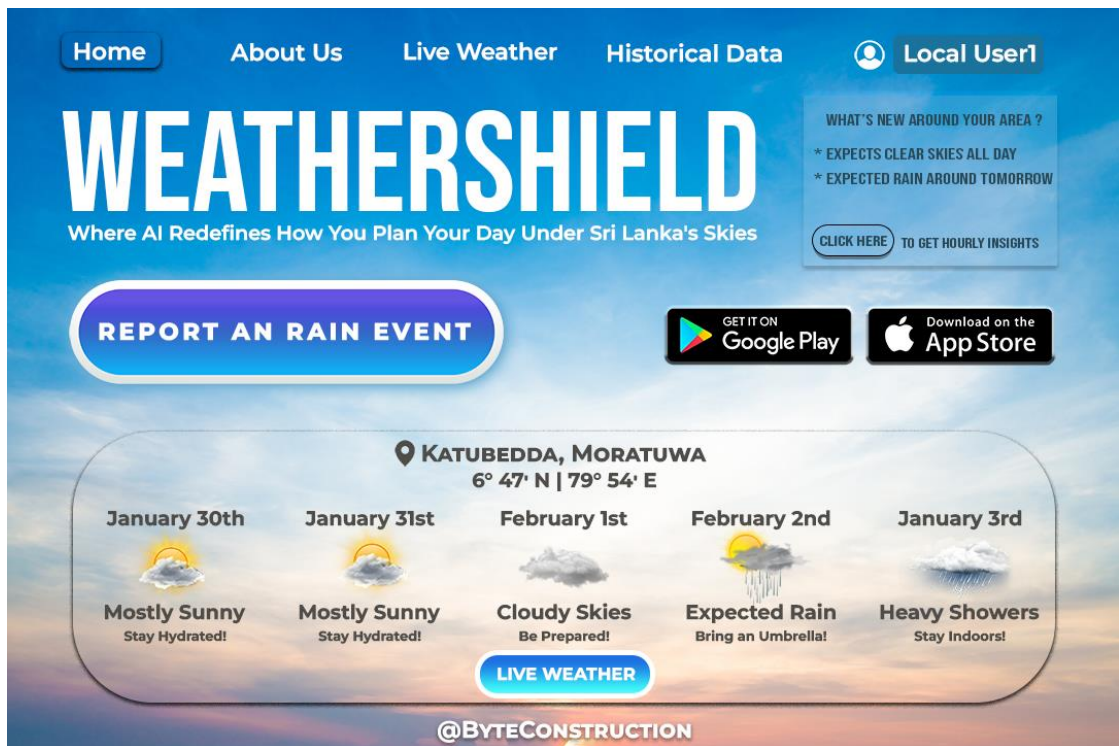 Home About Us Live Weather Historical Data Local User1
WEATHERSHIELD
Where AI Redefines How You Plan Your Day Under Sri Lanka's Skies
WHAT'S NEW AROUND YOUR AREA ?
* EXPECTS CLEAR SKIES ALL DAY
* EXPECTED RAIN AROUND TOMORROW
CLICK HERE TO GET HOURLY INSIGHTS
REPORT AN RAIN EVENT
GET IT ON
Google Play
Download on the
App Store
KATUBEDDA, MORATUWA
6° 47' N | 79° 54' E
January 30th January 31st February 1st February 2nd January 3rd
Mostly Sunny Mostly Sunny Cloudy Skies Expected Rain Heavy Showers
Stay Hydrated! Stay Hydrated! Be Prepared! Bring an Umbrella! Stay Indoors!
LIVE WEATHER
@BYTECONSTRUCTION